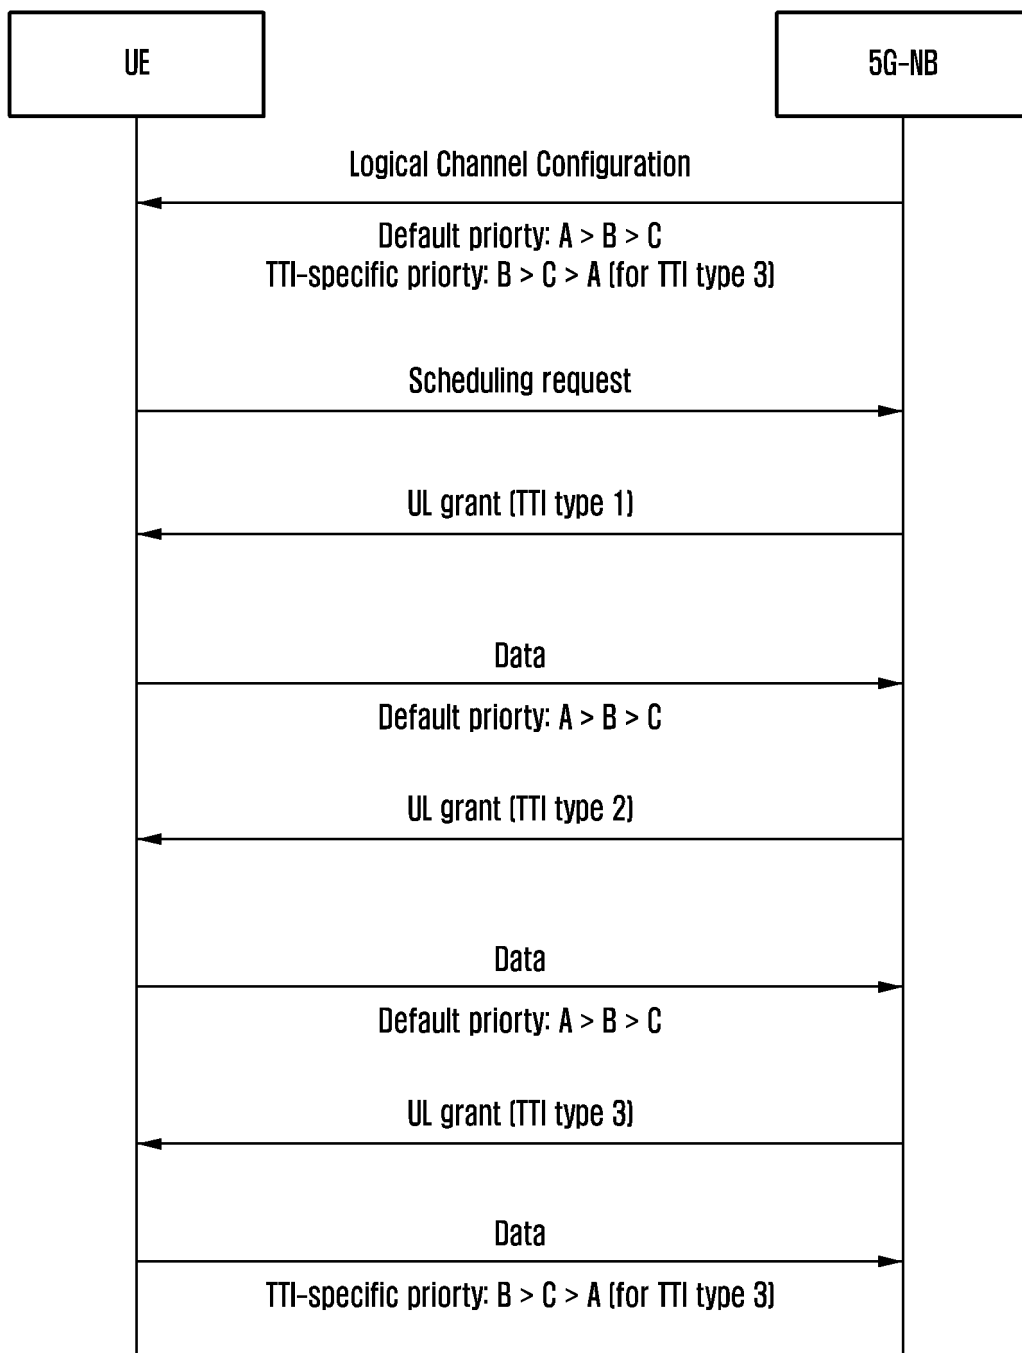 UE
5G-NB
Logical Channel Configuration
Default priorty: A > B > C
TTI-specific priorty: B > C > A (for TTI type 3)
Scheduling request
UL grant (TTI type 1)
Data
Default priorty: A > B > C
UL grant (TTI type 2)
Data
Default priorty: A > B > C
UL grant (TTI type 3)
Data
TTI-specific priorty: B > C > A (for TTI type 3)